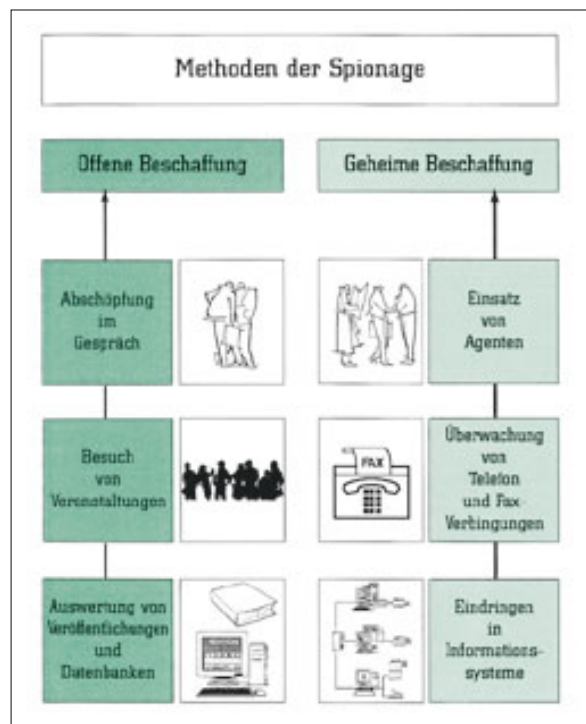 Methoden der Spionage
Offene Beschaffung
Geheime Beschaffung
Abschöpfung
im
Gespräch
Einsatz
von
Agenten
Besuch
von
Veranstaltungen
FAX
Überwachung
von
Telefon
und Fax-
Verbingungen
Auswertung von
Veröffentlichungen
und
Datenbanken
Eindringen
in
Informations-
systeme